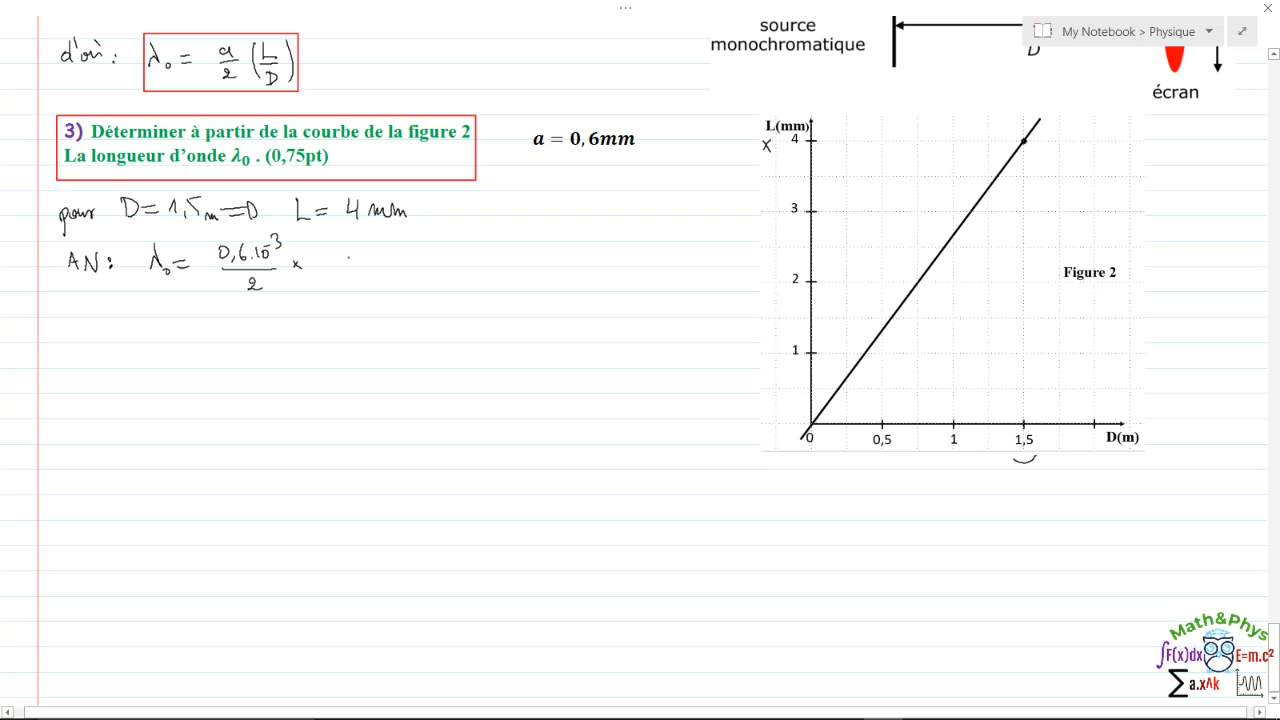 d'où : λ₀ = a/2 (L/D)
3) Déterminer à partir de la courbe de la figure 2
La longueur d'onde λ₀ . (0,75pt)
a = 0,6mm
pour D = 1,5m ⇒ L = 4 mm
AN : λ₀ = 0,6.10⁻³/2 ×
source
monochromatique
D
écran
My Notebook > Physique
L(mm)
x 4
3
2
1
0 0,5 1 1,5 D(m)
Figure 2
Math&Phys
∫F(x)dx E=m.c²
∑ a.x^k